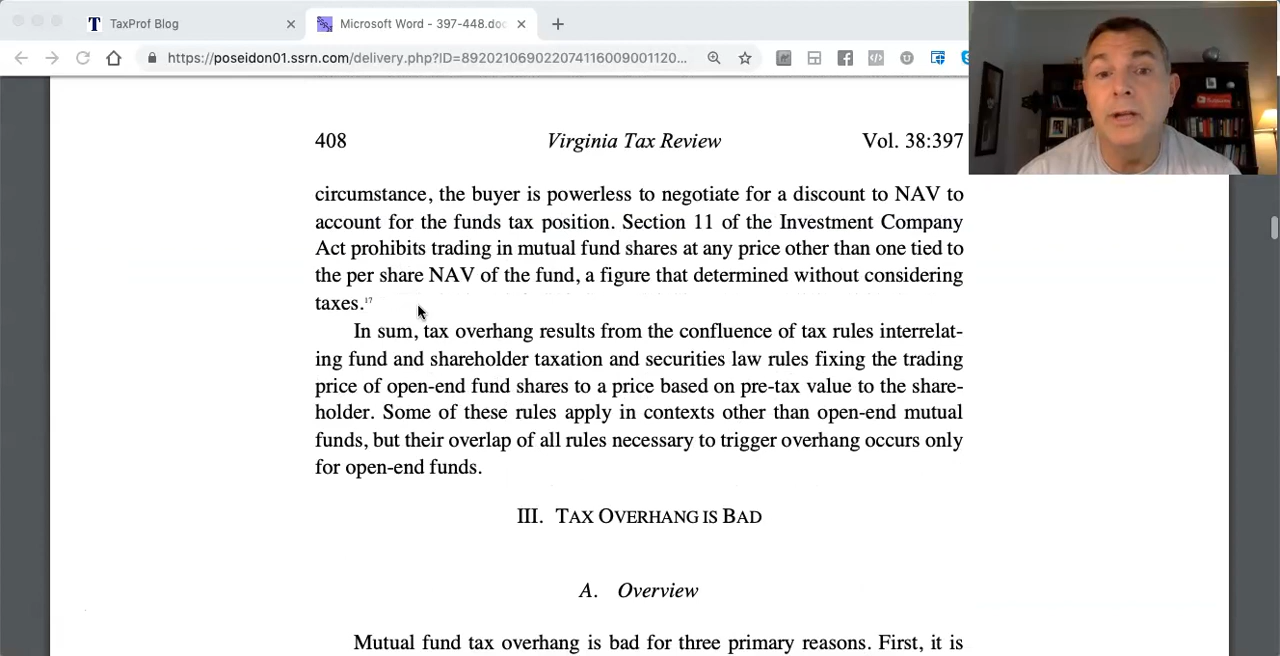 TaxProf Blog
Microsoft Word - 397-448.doc
https://poseidon01.ssrn.com/delivery.php?ID=892021069022074116009001120...
408 Virginia Tax Review Vol. 38:397
circumstance, the buyer is powerless to negotiate for a discount to NAV to
account for the funds tax position. Section 11 of the Investment Company
Act prohibits trading in mutual fund shares at any price other than one tied to
the per share NAV of the fund, a figure that determined without considering
taxes.17
In sum, tax overhang results from the confluence of tax rules interrelat-
ing fund and shareholder taxation and securities law rules fixing the trading
price of open-end fund shares to a price based on pre-tax value to the share-
holder. Some of these rules apply in contexts other than open-end mutual
funds, but their overlap of all rules necessary to trigger overhang occurs only
for open-end funds.
III. TAX OVERHANG IS BAD
A. Overview
Mutual fund tax overhang is bad for three primary reasons. First, it is